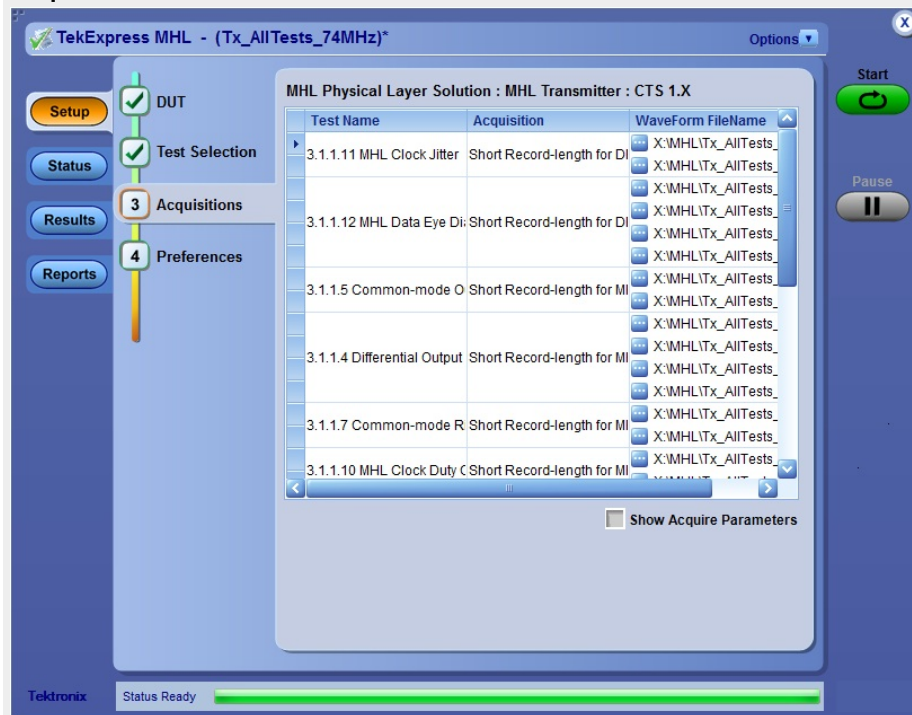 TekExpress MHL - (Tx_AllTests_74MHz)*
Options
x
Start
Setup
Status
Results
Reports
DUT
Test Selection
3 Acquisitions
4 Preferences
Pause
MHL Physical Layer Solution : MHL Transmitter : CTS 1.X
Test Name Acquisition WaveForm FileName
3.1.1.11 MHL Clock Jitter Short Record-length for DI
X:\MHL\Tx_AllTests_
X:\MHL\Tx_AllTests_
3.1.1.12 MHL Data Eye Di Short Record-length for DI
X:\MHL\Tx_AllTests_
X:\MHL\Tx_AllTests_
X:\MHL\Tx_AllTests_
X:\MHL\Tx_AllTests_
3.1.1.5 Common-mode O Short Record-length for MI
X:\MHL\Tx_AllTests_
X:\MHL\Tx_AllTests_
3.1.1.4 Differential Output Short Record-length for MI
X:\MHL\Tx_AllTests_
X:\MHL\Tx_AllTests_
X:\MHL\Tx_AllTests_
X:\MHL\Tx_AllTests_
3.1.1.7 Common-mode R Short Record-length for MI
X:\MHL\Tx_AllTests_
X:\MHL\Tx_AllTests_
3.1.1.10 MHL Clock Duty C Short Record-length for MI
X:\MHL\Tx_AllTests_
Show Acquire Parameters
Tektronix
Status Ready